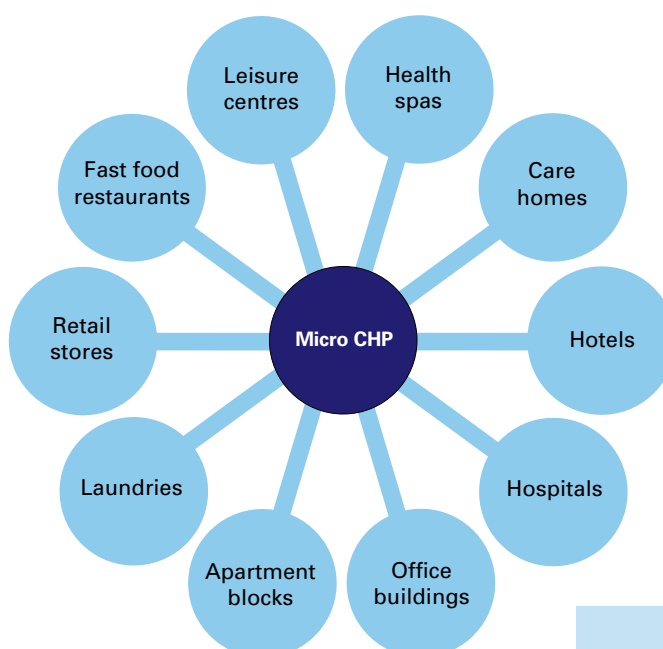 Leisure
centres
Health
spas
Fast food
restaurants
Care
homes
Retail
stores
Micro CHP
Hotels
Laundries
Hospitals
Apartment
blocks
Office
buildings